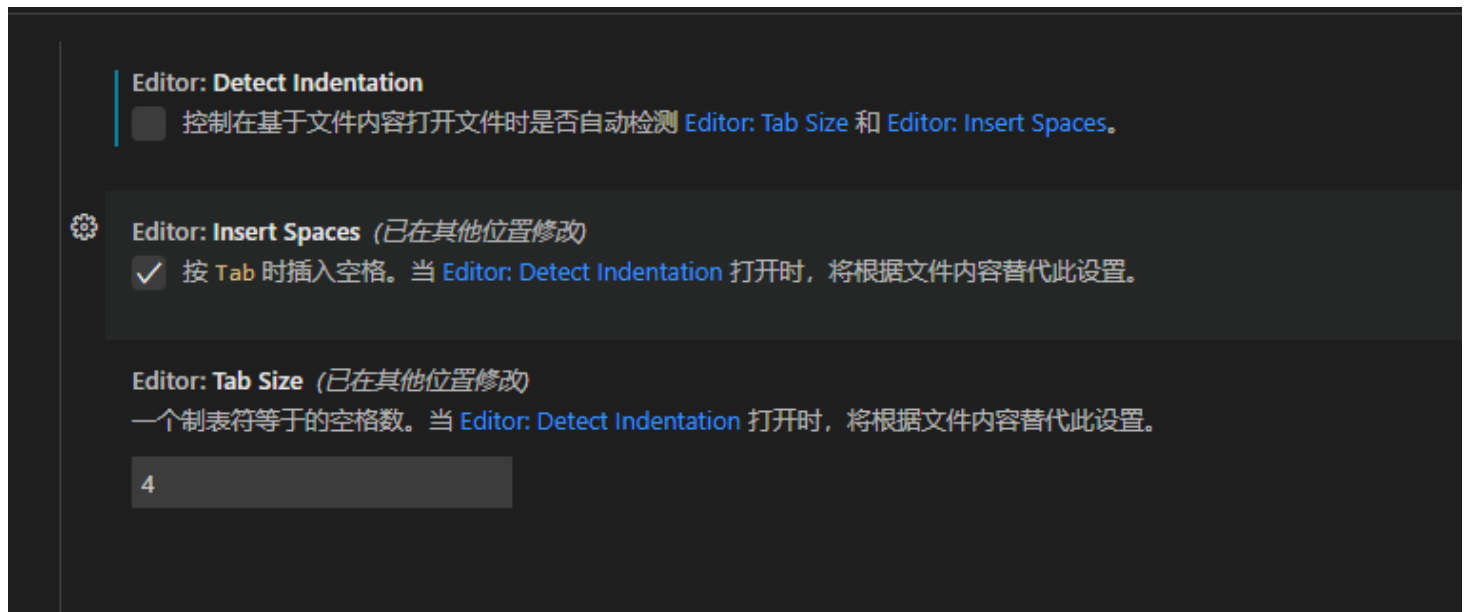 Editor: Detect Indentation
控制在基于文件内容打开文件时是否自动检测 Editor: Tab Size 和 Editor: Insert Spaces。
Editor: Insert Spaces (已在其他位置修改)
按 Tab 时插入空格。当 Editor: Detect Indentation 打开时，将根据文件内容替代此设置。
Editor: Tab Size (已在其他位置修改)
一个制表符等于的空格数。当 Editor: Detect Indentation 打开时，将根据文件内容替代此设置。
4